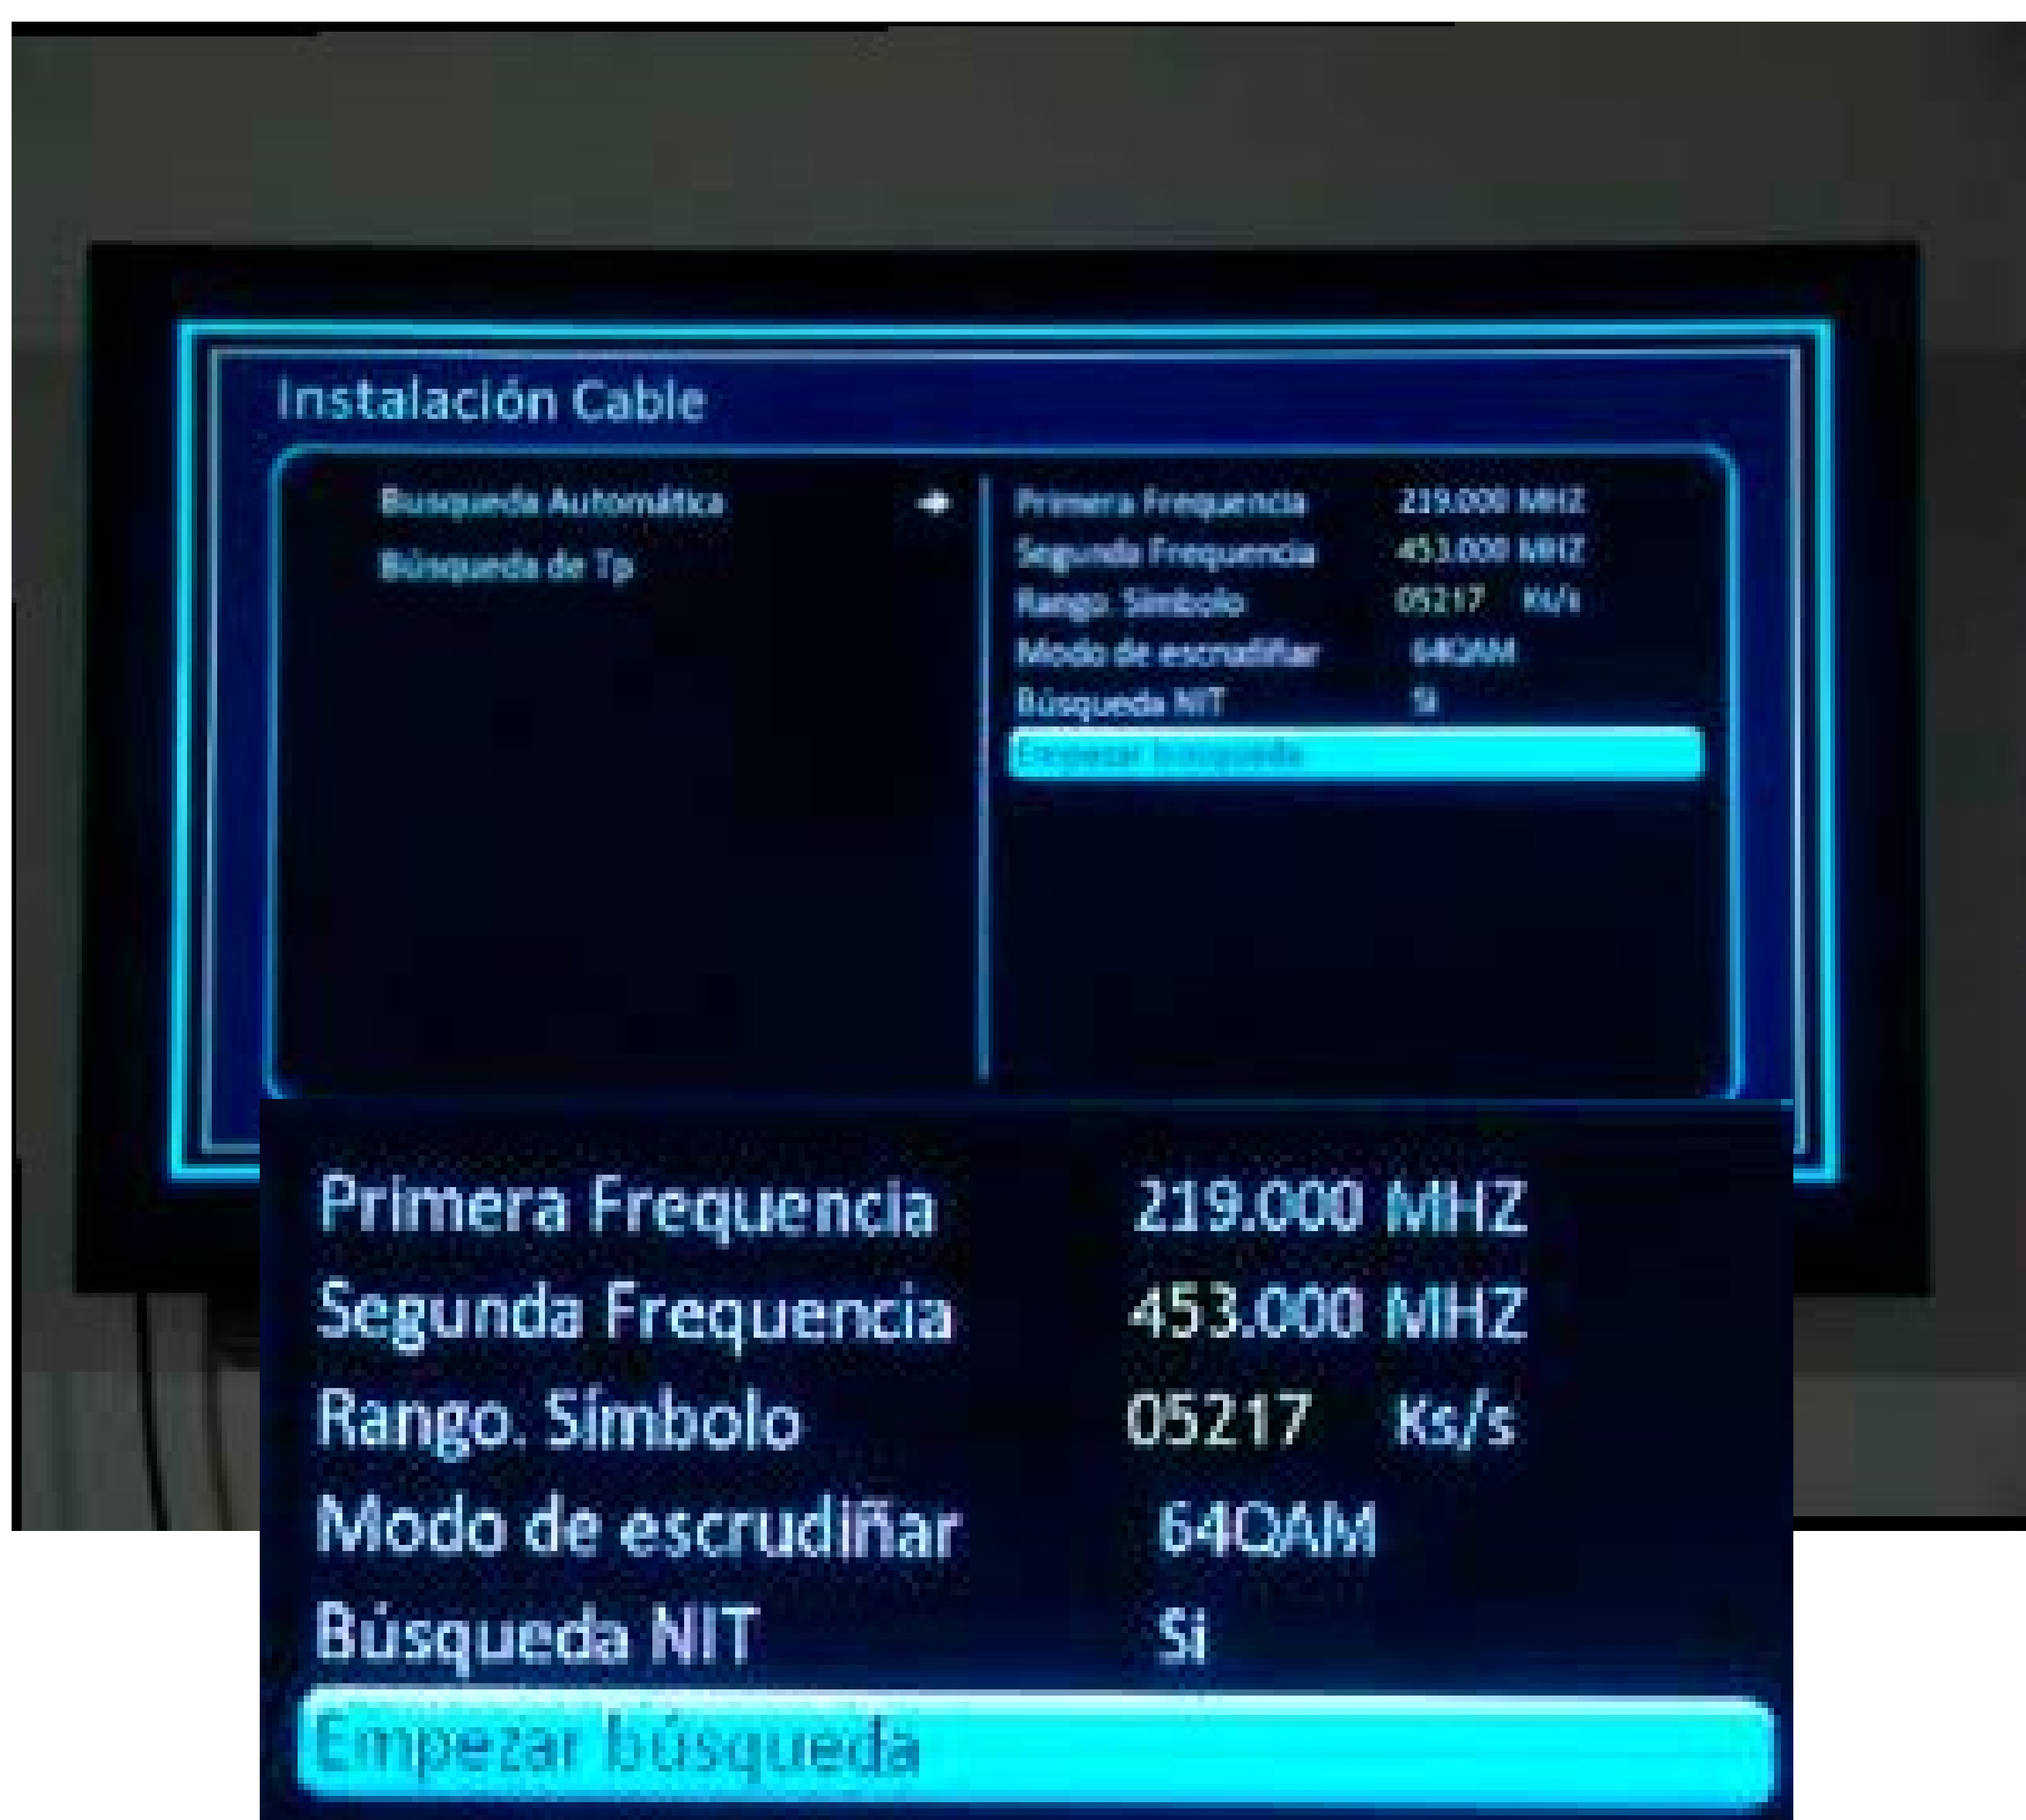 Instalación Cable
Busqueda Automática
Búsqueda de Tp
Primera Frequencia 219.000 MHZ
Segunda Frequencia 453.000 MHZ
Rango. Símbolo 05217 Ks/s
Modo de escrudiñar 64QAM
Búsqueda NIT Si
Empezar búsqueda
Primera Frequencia 219.000 MHZ
Segunda Frequencia 453.000 MHZ
Rango. Símbolo 05217 Ks/s
Modo de escrudiñar 64QAM
Búsqueda NIT Si
Empezar búsqueda